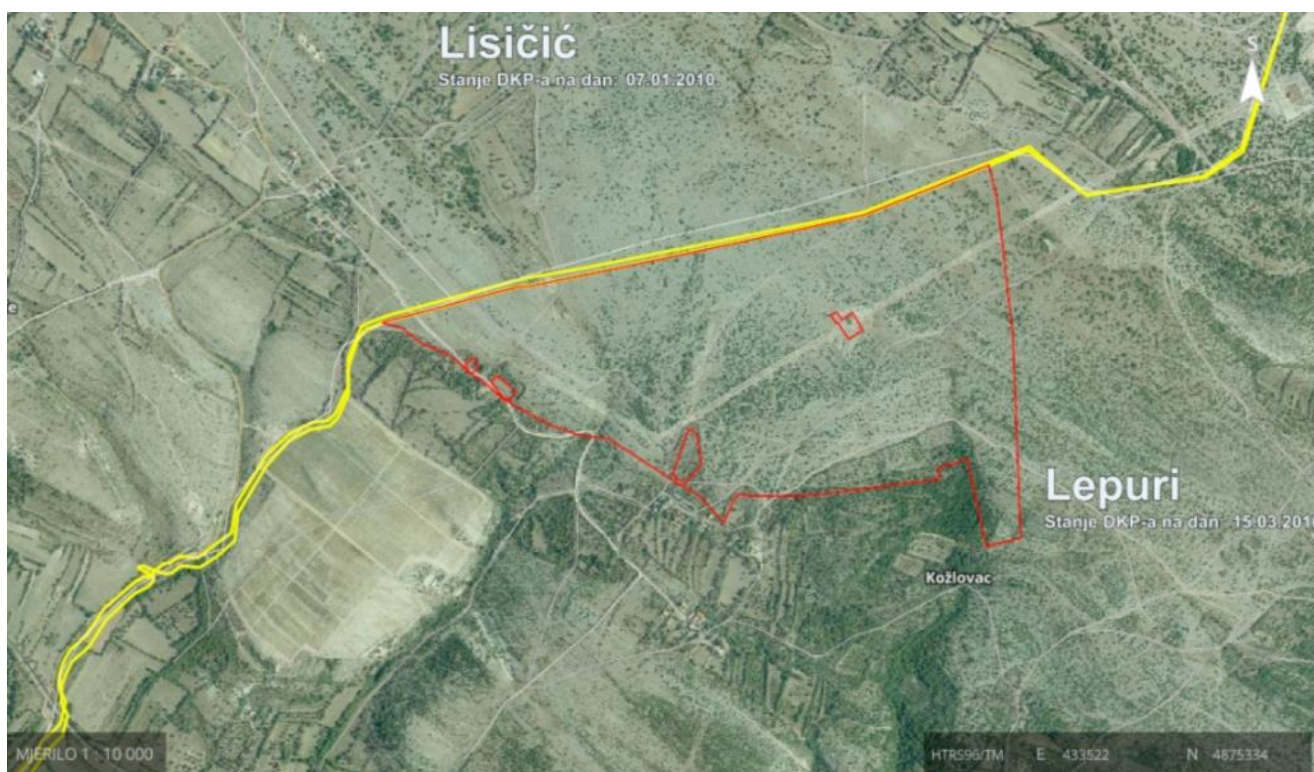 Lisičić
Stanje DKP-a na dan: 07.01.2010.
S
e
Lepuri
Stanje DKP-a na dan: 15.03.201
Kožlovac
MJERILO 1 : 10 000
HTRS96/TM E 433522 N 4875334